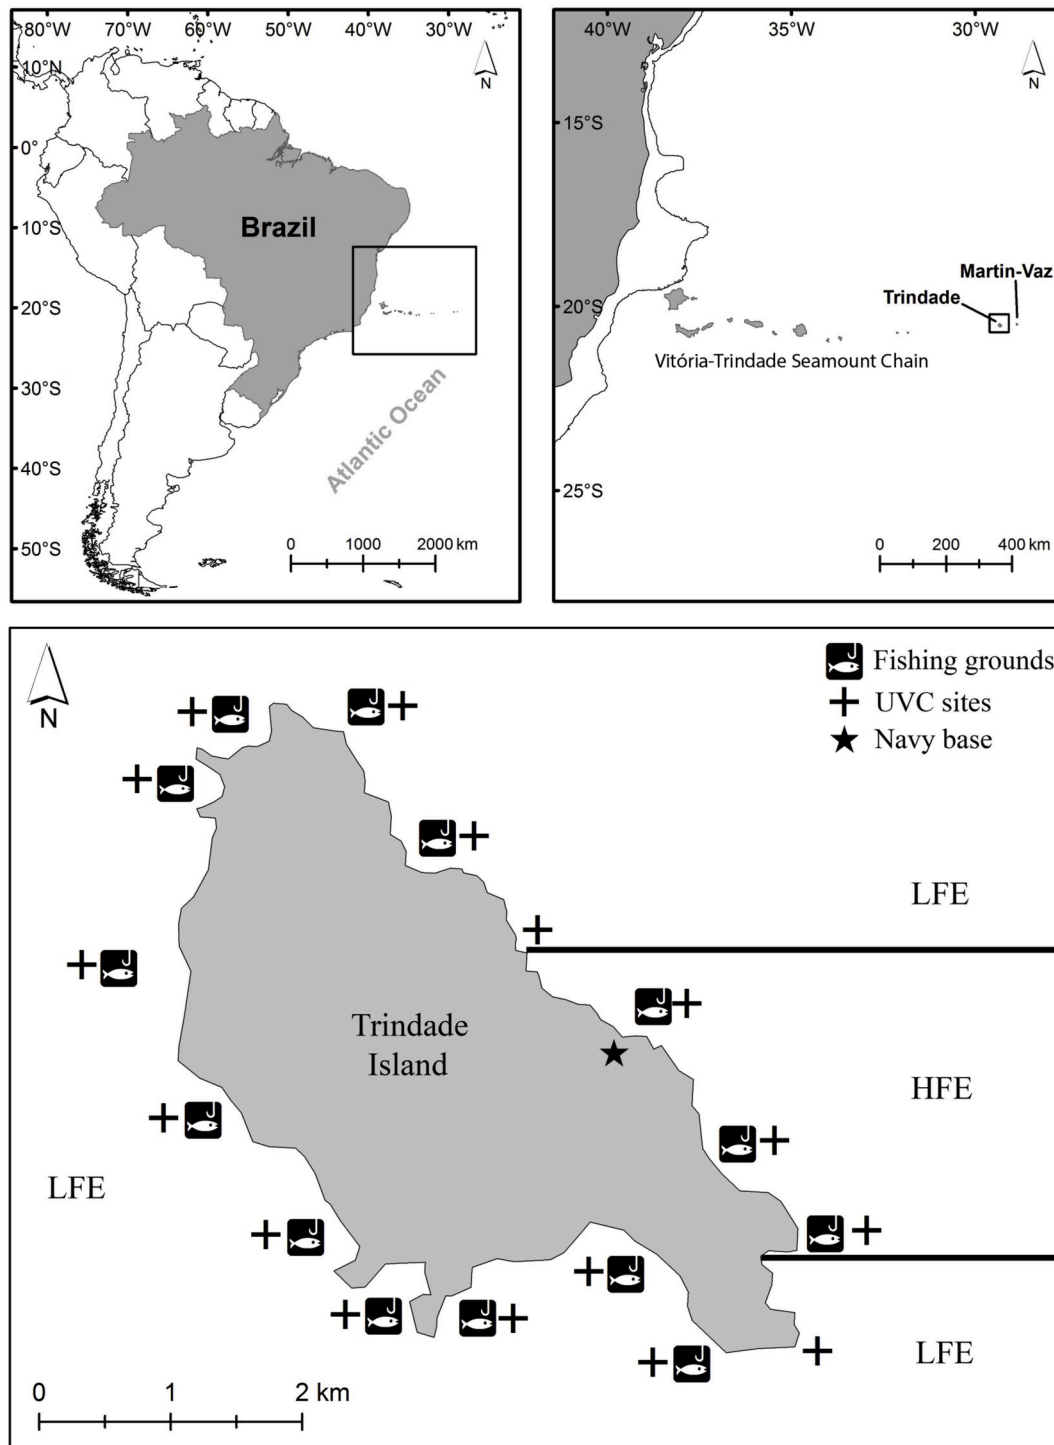 80°W 70°W 60°W 50°W 40°W 30°W
10°N
N
0°
10°S
Brazil
20°S
30°S
Atlantic Ocean
40°S
50°S
0 1000 2000 km
40°W 35°W 30°W
N
15°S
Martin-Vaz
Trindade
20°S
Vitória-Trindade Seamount Chain
25°S
0 200 400 km
N
Fishing grounds
UVC sites
Navy base
LFE
Trindade
Island
HFE
LFE
LFE
0 1 2 km